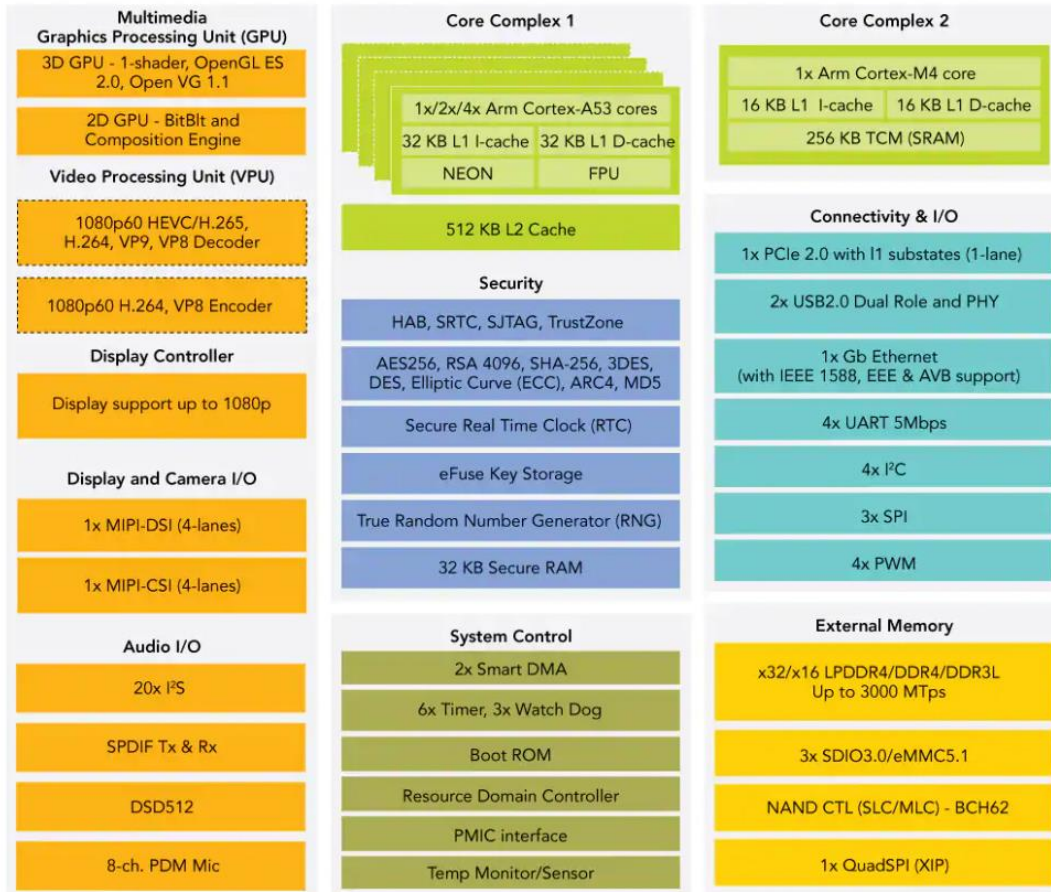 Multimedia
Graphics Processing Unit (GPU)
3D GPU - 1-shader, OpenGL ES
2.0, Open VG 1.1
2D GPU - BitBlt and
Composition Engine
Video Processing Unit (VPU)
1080p60 HEVC/H.265,
H.264, VP9, VP8 Decoder
1080p60 H.264, VP8 Encoder
Display Controller
Display support up to 1080p
Display and Camera I/O
1x MIPI-DSI (4-lanes)
1x MIPI-CSI (4-lanes)
Audio I/O
20x I²S
SPDIF Tx & Rx
DSD512
8-ch. PDM Mic
Core Complex 1
1x/2x/4x Arm Cortex-A53 cores
32 KB L1 I-cache
32 KB L1 D-cache
NEON
FPU
512 KB L2 Cache
Security
HAB, SRTC, SJTAG, TrustZone
AES256, RSA 4096, SHA-256, 3DES,
DES, Elliptic Curve (ECC), ARC4, MD5
Secure Real Time Clock (RTC)
eFuse Key Storage
True Random Number Generator (RNG)
32 KB Secure RAM
System Control
2x Smart DMA
6x Timer, 3x Watch Dog
Boot ROM
Resource Domain Controller
PMIC interface
Temp Monitor/Sensor
Core Complex 2
1x Arm Cortex-M4 core
16 KB L1 I-cache
16 KB L1 D-cache
256 KB TCM (SRAM)
Connectivity & I/O
1x PCIe 2.0 with l1 substates (1-lane)
2x USB2.0 Dual Role and PHY
1x Gb Ethernet
(with IEEE 1588, EEE & AVB support)
4x UART 5Mbps
4x I²C
3x SPI
4x PWM
External Memory
x32/x16 LPDDR4/DDR4/DDR3L
Up to 3000 MTps
3x SDIO3.0/eMMC5.1
NAND CTL (SLC/MLC) - BCH62
1x QuadSPI (XIP)